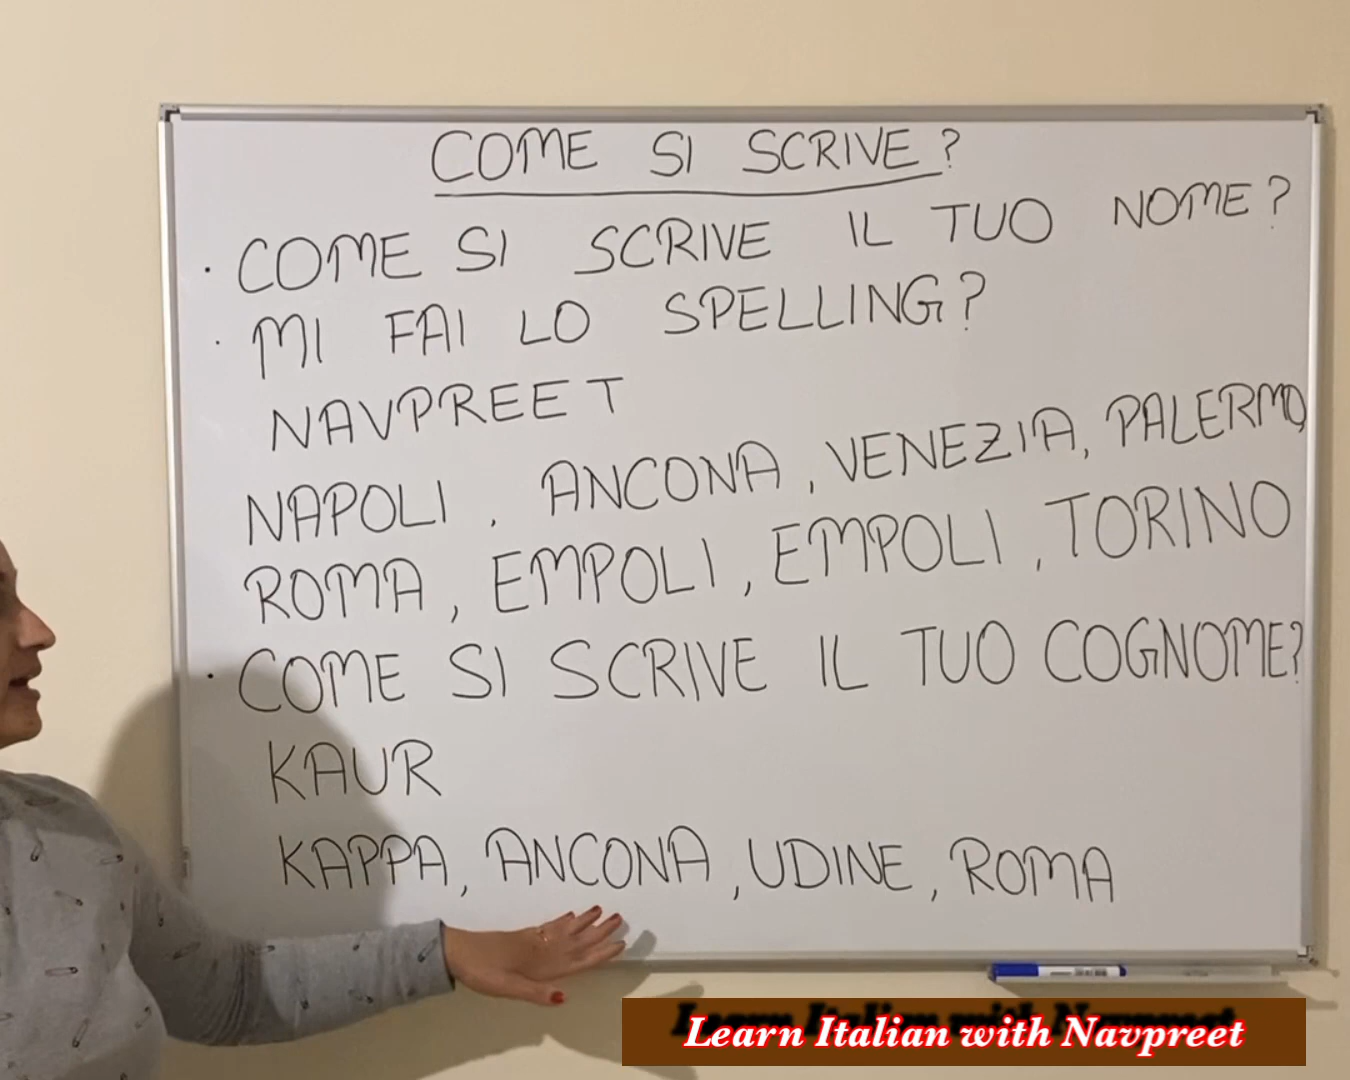 COME SI SCRIVE?
· COME SI SCRIVE IL TUO NOME?
· MI FAI LO SPELLING?
NAVPREET
NAPOLI, ANCONA, VENEZIA, PALERMO,
ROMA, EMPOLI, EMPOLI, TORINO
· COME SI SCRIVE IL TUO COGNOME?
KAUR
KAPPA, ANCONA, UDINE, ROMA
Learn Italian with Navpreet